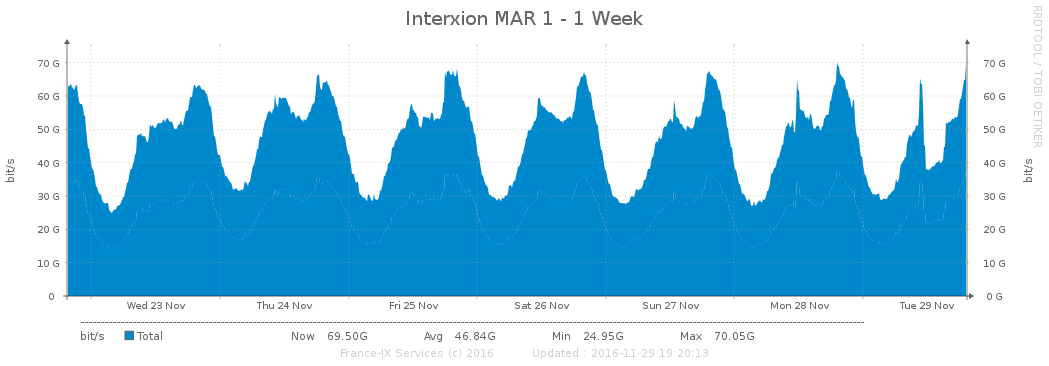 Interxion MAR 1 - 1 Week
RRDTOOL / TOBI OETIKER
bit/s
70 G
60 G
50 G
40 G
30 G
20 G
10 G
0
70 G
60 G
50 G
40 G
30 G
20 G
10 G
0 G
bit/s
Wed 23 Nov Thu 24 Nov Fri 25 Nov Sat 26 Nov Sun 27 Nov Mon 28 Nov Tue 29 Nov
bit/s Total Now 69.50G Avg 46.84G Min 24.95G Max 70.05G
France-IX Services (c) 2016 Updated : 2016-11-29 19:20:13